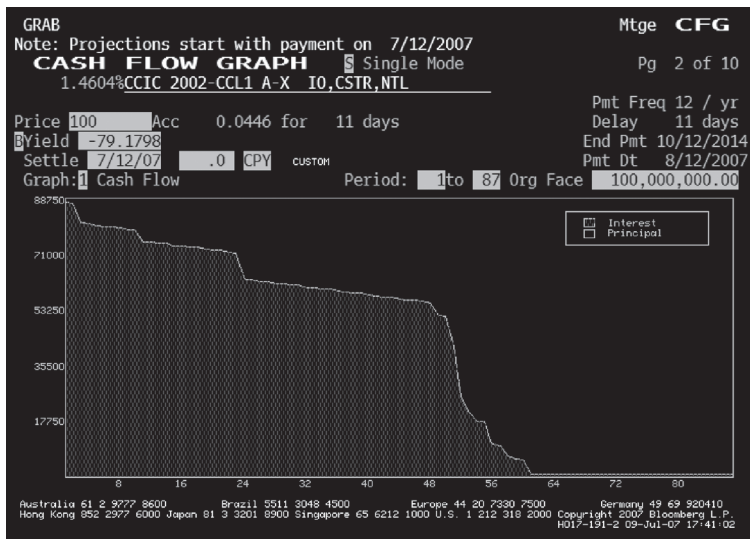 GRAB Mtge CFG
Note: Projections start with payment on 7/12/2007
CASH FLOW GRAPH S Single Mode Pg 2 of 10
1.4604%CCIC 2002-CCL1 A-X IO,CSTR,NTL
Pmt Freq 12 / yr
Price 100 Acc 0.0446 for 11 days Delay 11 days
BYield -79.1798 End Pmt 10/12/2014
Settle 7/12/07 .0 CPY CUSTOM Pmt Dt 8/12/2007
Graph:1 Cash Flow Period: 1to 87 Org Face 100,000,000.00
88750
Interest
Principal
71000
53250
35500
17750
8 16 24 32 40 48 56 64 72 80
Australia 61 2 9777 8600 Brazil 5511 3048 4500 Europe 44 20 7330 7500 Germany 49 69 920410
Hong Kong 852 2977 6000 Japan 81 3 3201 8900 Singapore 65 6212 1000 U.S. 1 212 318 2000 Copyright 2007 Bloomberg L.P.
H017-191-2 09-Jul-07 17:41:02